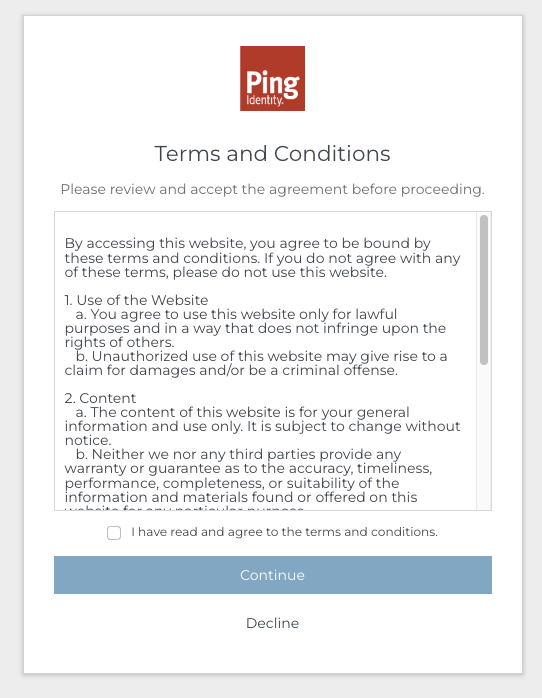 Ping
Identity.
Terms and Conditions
Please review and accept the agreement before proceeding.
By accessing this website, you agree to be bound by
these terms and conditions. If you do not agree with any
of these terms, please do not use this website.
1. Use of the Website
a. You agree to use this website only for lawful
purposes and in a way that does not infringe upon the
rights of others.
b. Unauthorized use of this website may give rise to a
claim for damages and/or be a criminal offense.
2. Content
a. The content of this website is for your general
information and use only. It is subject to change without
notice.
b. Neither we nor any third parties provide any
warranty or guarantee as to the accuracy, timeliness,
performance, completeness, or suitability of the
information and materials found or offered on this
website for any particular purpose.
I have read and agree to the terms and conditions.
Continue
Decline